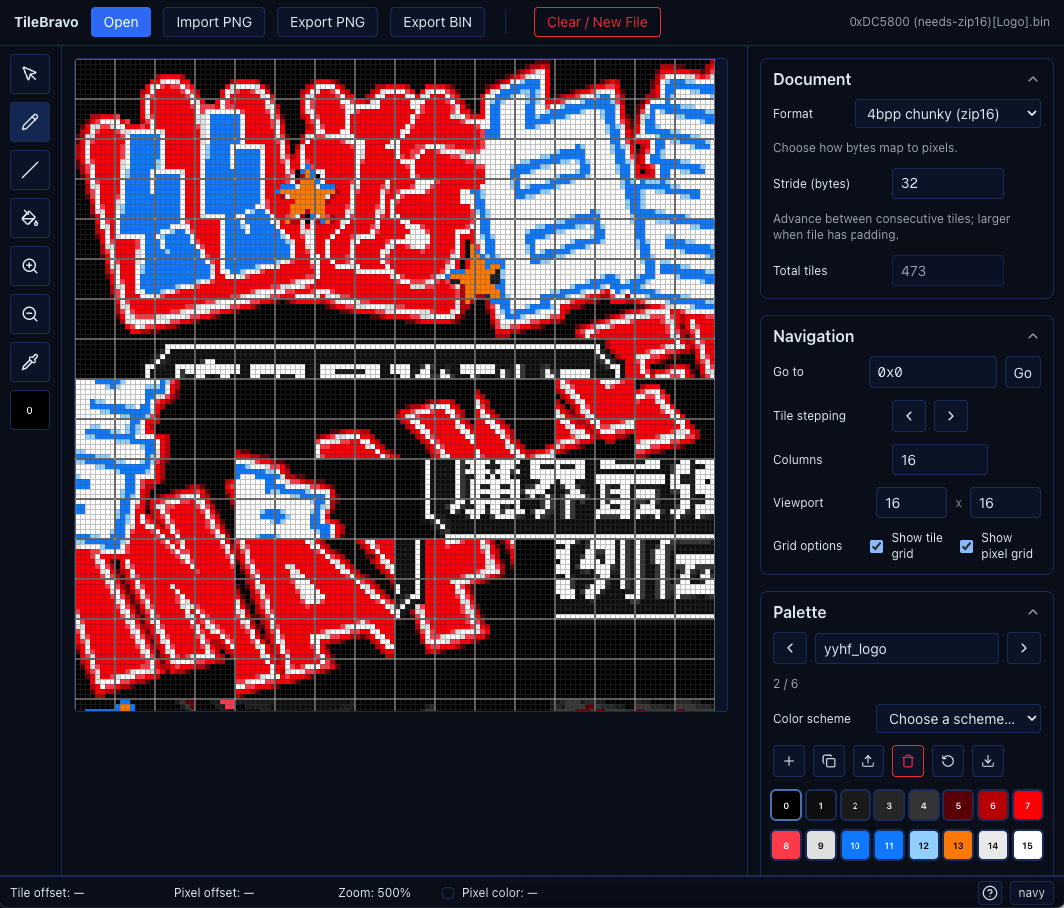 TileBravo Open Import PNG Export PNG Export BIN Clear / New File 0xDC5800 (needs-zip16)[Logo].bin
Document
Format 4bpp chunky (zip16)
Choose how bytes map to pixels.
Stride (bytes) 32
Advance between consecutive tiles; larger
when file has padding.
Total tiles 473
Navigation
Go to 0x0 Go
Tile stepping
Columns 16
Viewport 16 x 16
Grid options Show tile grid Show pixel grid
Palette
yyhf_logo
2 / 6
Color scheme Choose a scheme...
0 1 2 3 4 5 6 7
8 9 10 11 12 13 14 15
0
Tile offset: — Pixel offset: — Zoom: 500% Pixel color: — navy